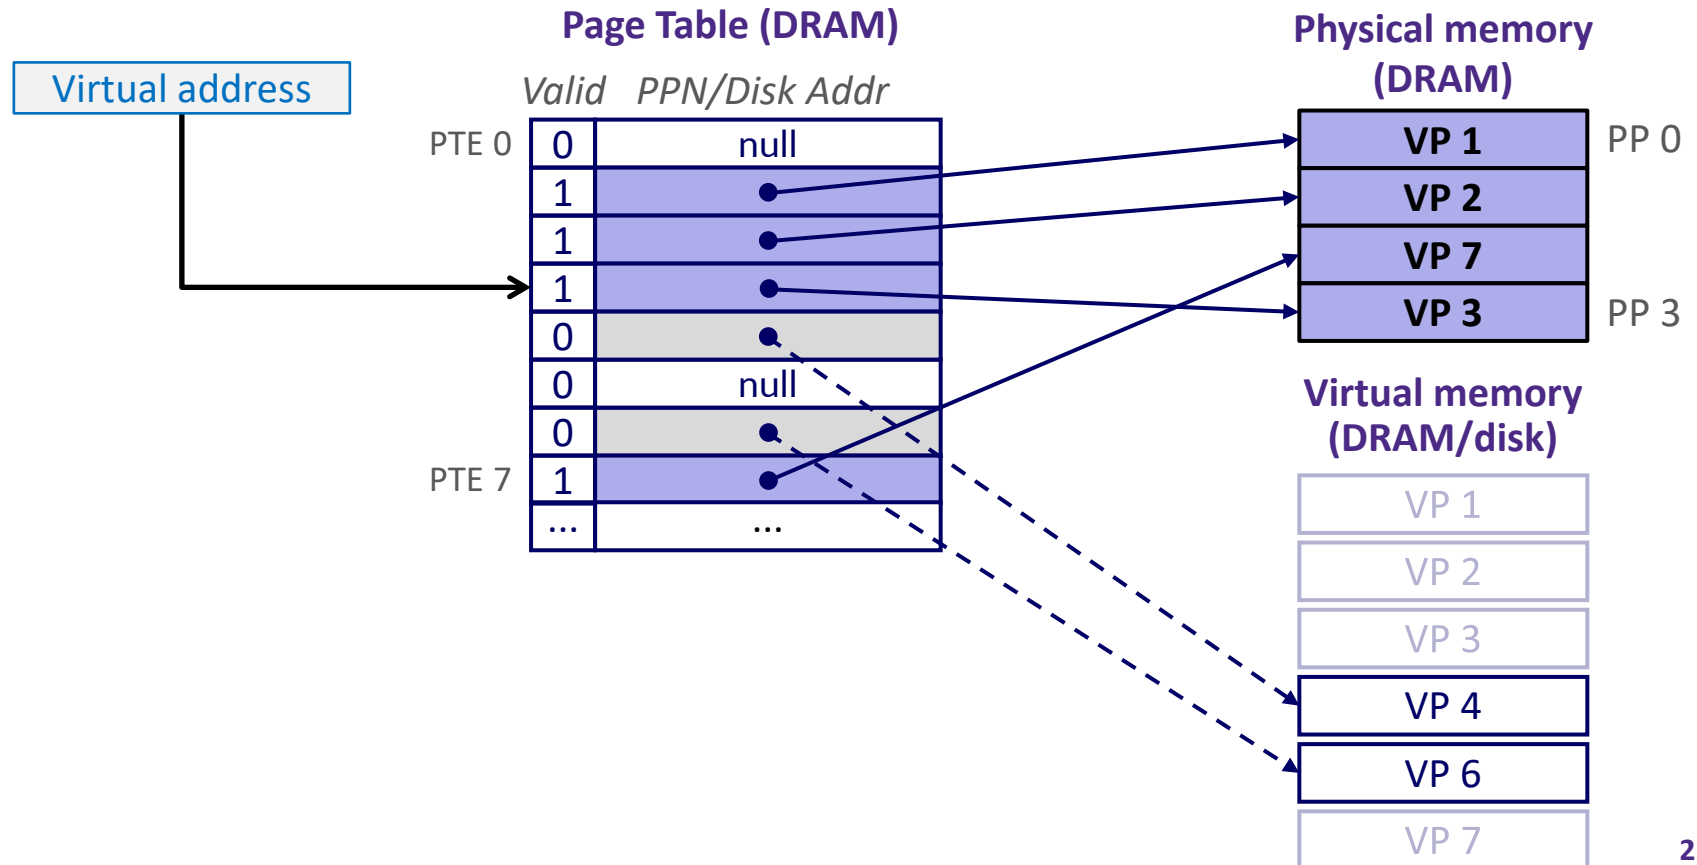 Page Table (DRAM)
Physical memory
(DRAM)
Virtual address
Valid PPN/Disk Addr
PTE 0 0 null
1
1
1
0
0 null
0
PTE 7 1
... ...
VP 1 PP 0
VP 2
VP 7
VP 3 PP 3
Virtual memory
(DRAM/disk)
VP 1
VP 2
VP 3
VP 4
VP 6
VP 7
2